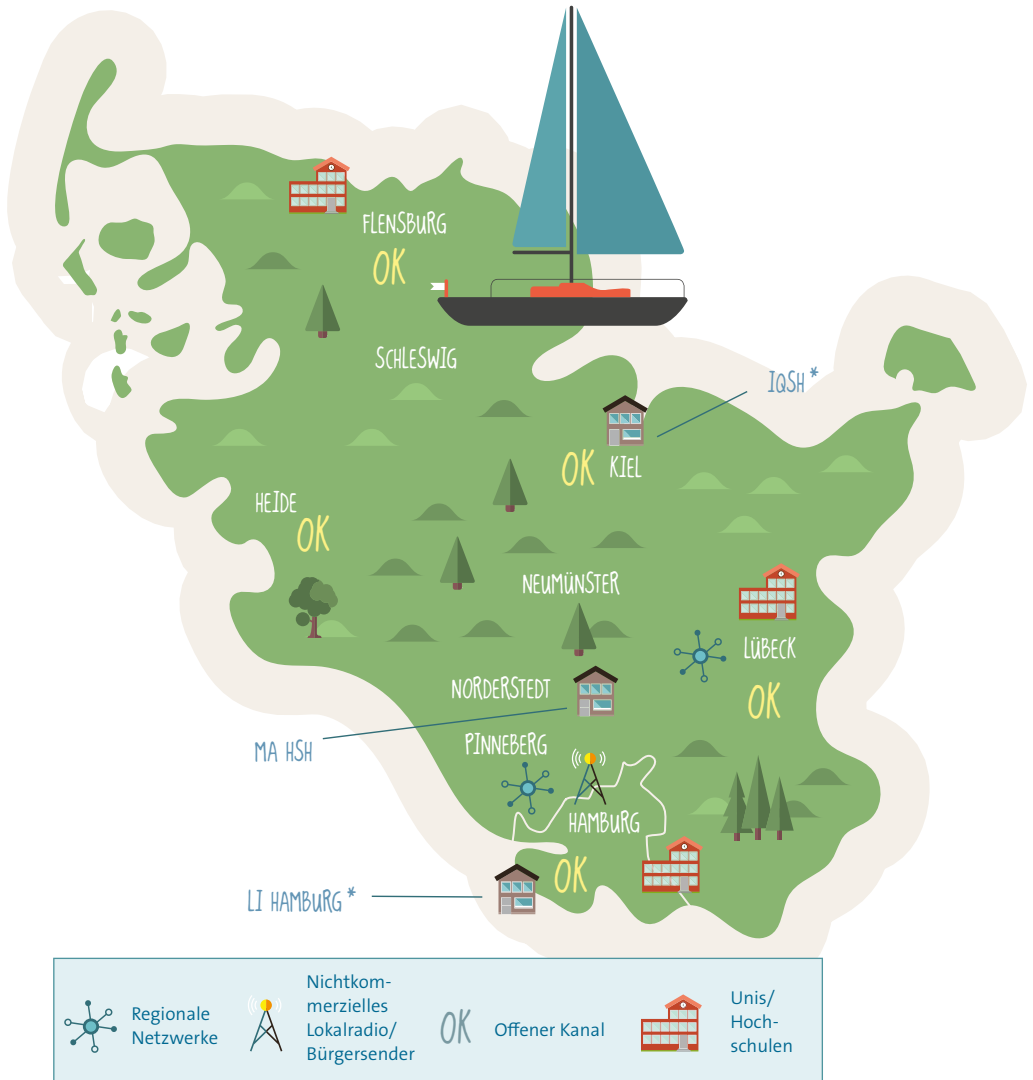 FLENSBURG
OK
SCHLESWIG
IQSH*
OK KIEL
HEIDE
OK
NEUMÜNSTER
LÜBECK
OK
NORDERSTEDT
MA HSH
PINNEBERG
HAMBURG
OK
LI HAMBURG*
Regionale
Netzwerke
Nichtkom-
merzielles
Lokalradio/
Bürgersender
OK
Offener Kanal
Unis/
Hoch-
schulen